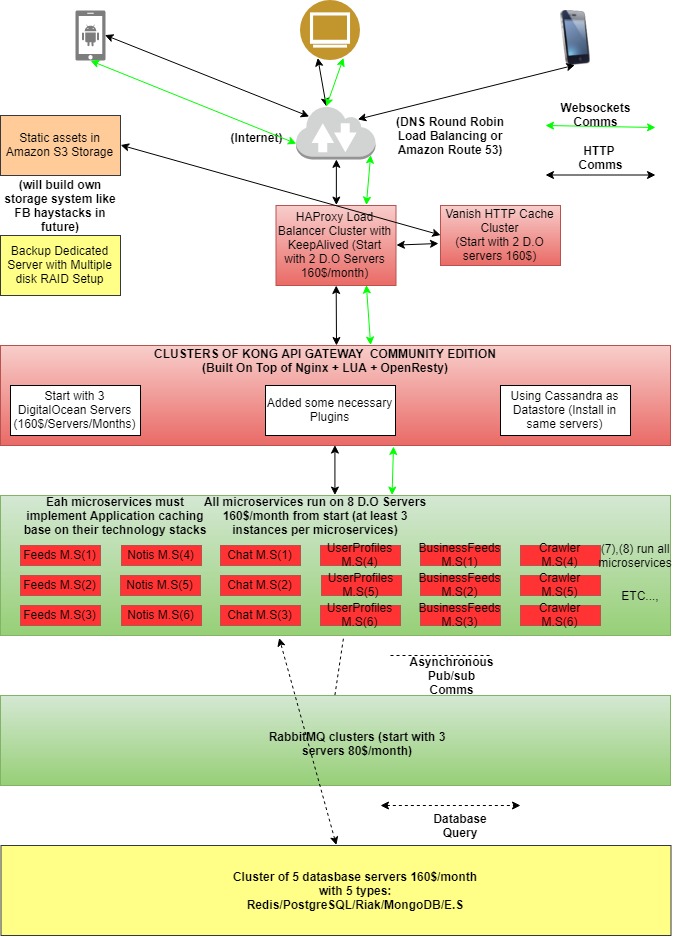 (Internet)
(DNS Round Robin
Load Balancing or
Amazon Route 53)
Websockets
Comms
HTTP
Comms
Static assets in
Amazon S3 Storage
(will build own
storage system like
FB haystacks in
future)
Backup Dedicated
Server with Multiple
disk RAID Setup
HAProxy Load
Balancer Cluster with
KeepAlived (Start
with 2 D.O Servers
160$/month)
Vanish HTTP Cache
Cluster
(Start with 2 D.O
servers 160$)
CLUSTERS OF KONG API GATEWAY COMMUNITY EDITION
(Built On Top of Nginx + LUA + OpenResty)
Start with 3
DigitalOcean Servers
(160$/Servers/Months)
Added some necessary
Plugins
Using Cassandra as
Datastore (Install in
same servers)
Eah microservices must
implement Application caching
base on their technology stacks
All microservices run on 8 D.O Servers
160$/month from start (at least 3
instances per microservices)
Feeds M.S(1)
Notis M.S(4)
Chat M.S(1)
UserProfiles
M.S(4)
BusinessFeeds
M.S(1)
Crawler
M.S(4)
(7),(8) run all
microservices
Feeds M.S(2)
Notis M.S(5)
Chat M.S(2)
UserProfiles
M.S(5)
BusinessFeeds
M.S(2)
Crawler
M.S(5)
ETC...,
Feeds M.S(3)
Notis M.S(6)
Chat M.S(3)
UserProfiles
M.S(6)
BusinessFeeds
M.S(3)
Crawler
M.S(6)
Asynchronous
Pub/sub
Comms
RabbitMQ clusters (start with 3
servers 80$/month)
Database
Query
Cluster of 5 datasbase servers 160$/month
with 5 types:
Redis/PostgreSQL/Riak/MongoDB/E.S